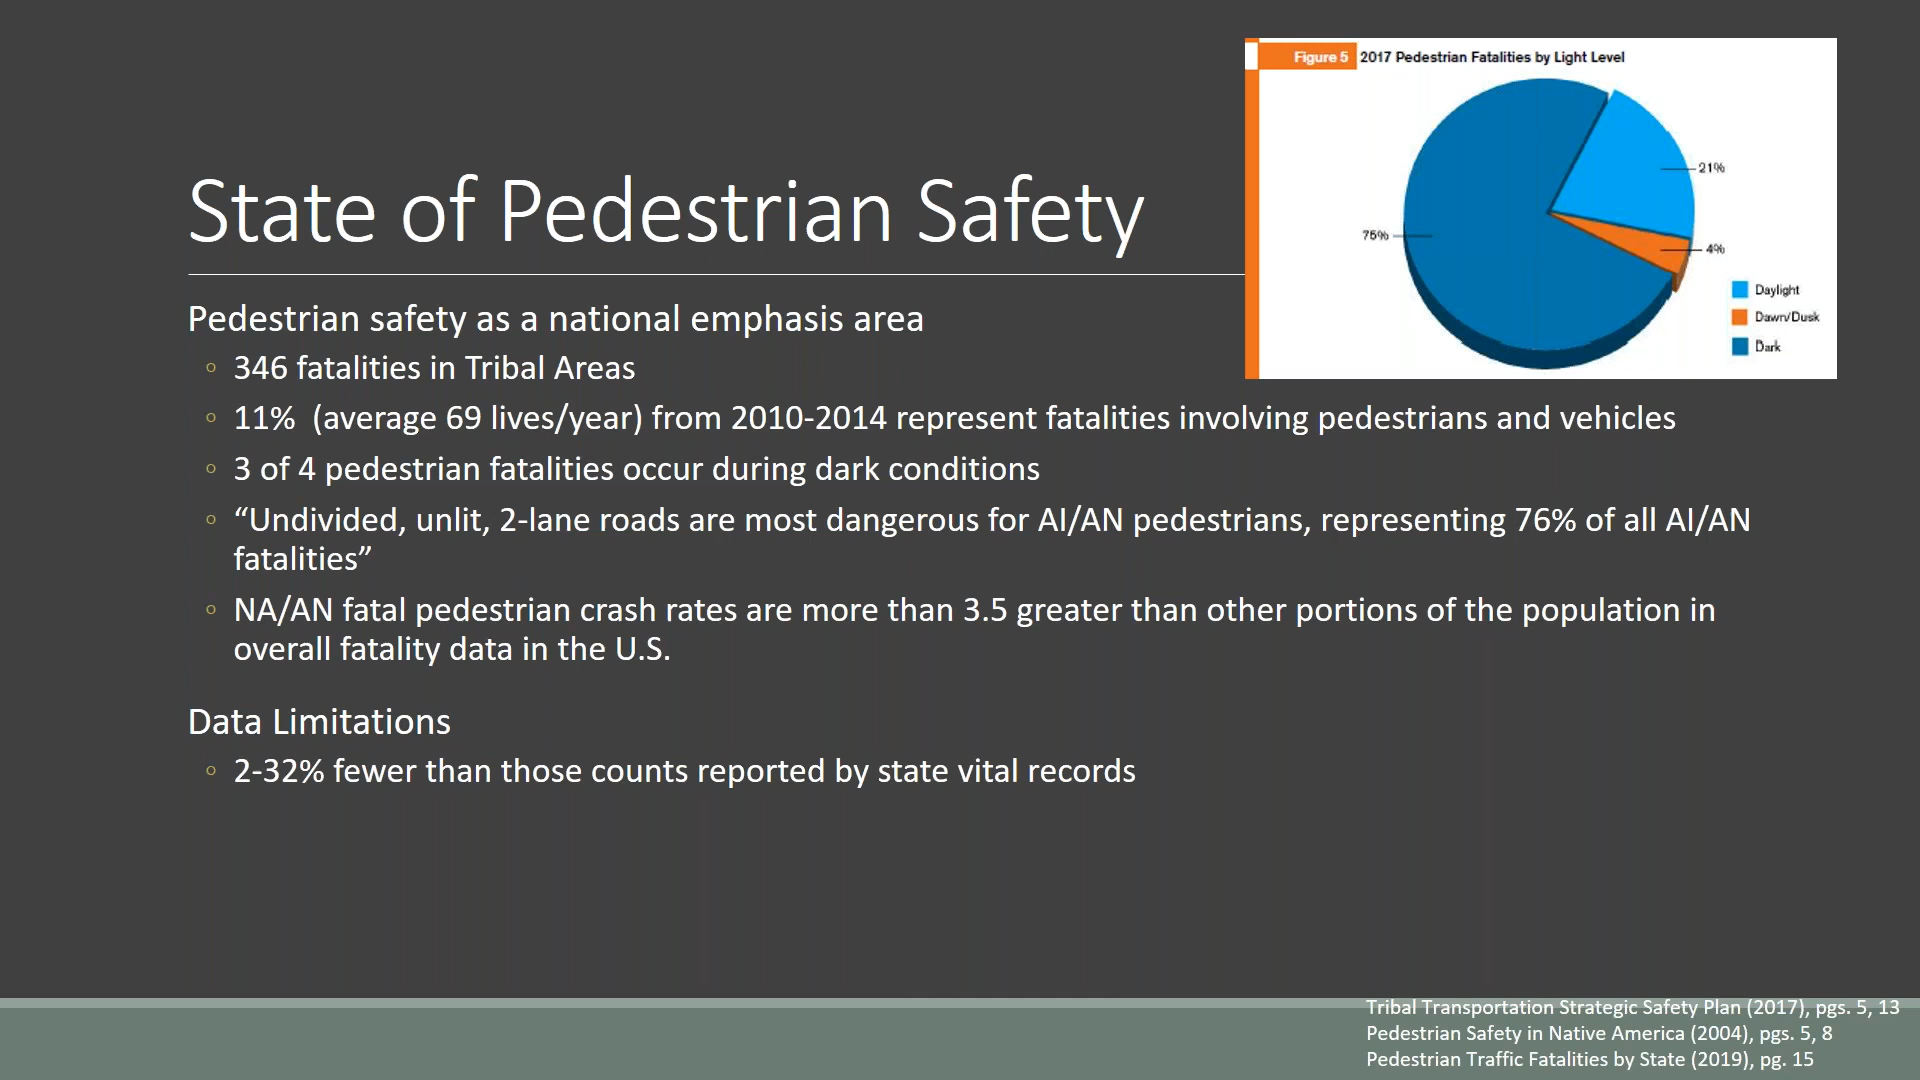 Figure 5 2017 Pedestrian Fatalities by Light Level
21%
75%
4%
Daylight
Dawn/Dusk
Dark
State of Pedestrian Safety
Pedestrian safety as a national emphasis area
◦ 346 fatalities in Tribal Areas
◦ 11%  (average 69 lives/year) from 2010-2014 represent fatalities involving pedestrians and vehicles
◦ 3 of 4 pedestrian fatalities occur during dark conditions
◦ “Undivided, unlit, 2-lane roads are most dangerous for AI/AN pedestrians, representing 76% of all AI/AN
fatalities”
◦ NA/AN fatal pedestrian crash rates are more than 3.5 greater than other portions of the population in
overall fatality data in the U.S.
Data Limitations
◦ 2-32% fewer than those counts reported by state vital records
Tribal Transportation Strategic Safety Plan (2017), pgs. 5, 13
Pedestrian Safety in Native America (2004), pgs. 5, 8
Pedestrian Traffic Fatalities by State (2019), pg. 15